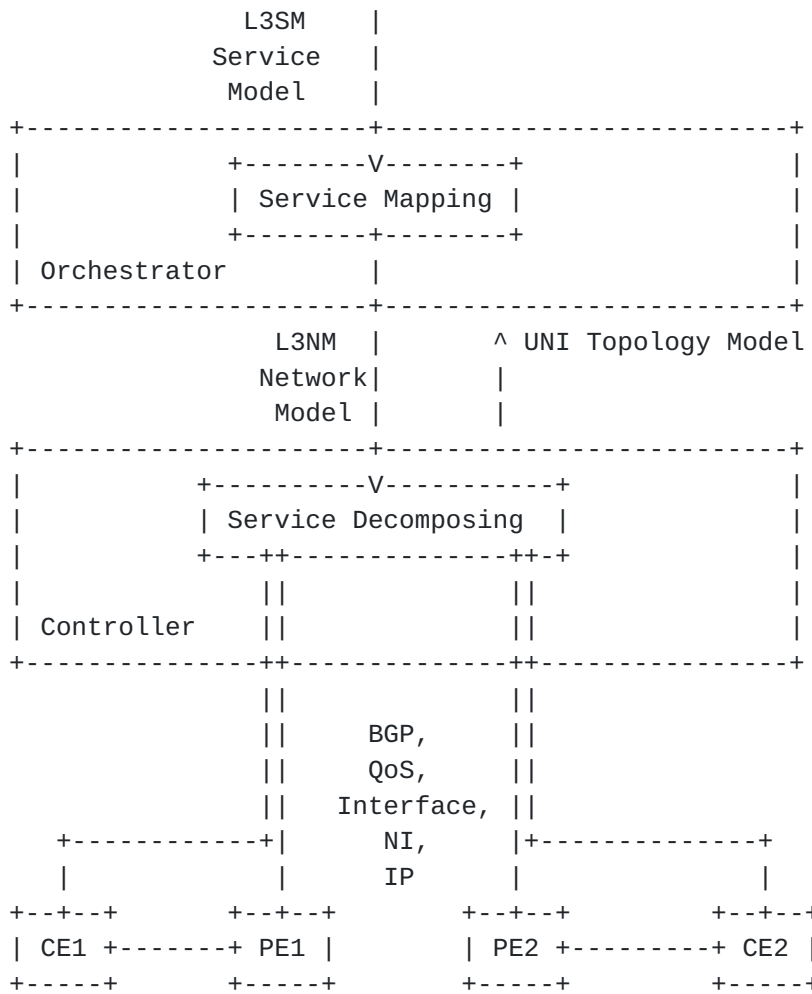 L3SM |
Service |
Model |
+----------------------+--------------------------+
| +--------V--------+ |
| | Service Mapping | |
| +--------+--------+ |
| Orchestrator | |
+----------------------+--------------------------+
L3NM | ^ UNI Topology Model
Network| |
Model | |
+----------------------+--------------------------+
| +----------V-----------+ |
| | Service Decomposing | |
| +---++--------------++-+ |
| || || |
| Controller || || |
+---------------++--------------++----------------+
|| ||
|| BGP, ||
|| QoS, ||
|| Interface, ||
+------------+| NI, |+--------------+
| | IP | |
+--+--+ +--+--+ +--+--+ +--+--+
| CE1 +-------+ PE1 | | PE2 +---------+ CE2 |
+-----+ +-----+ +-----+ +-----+